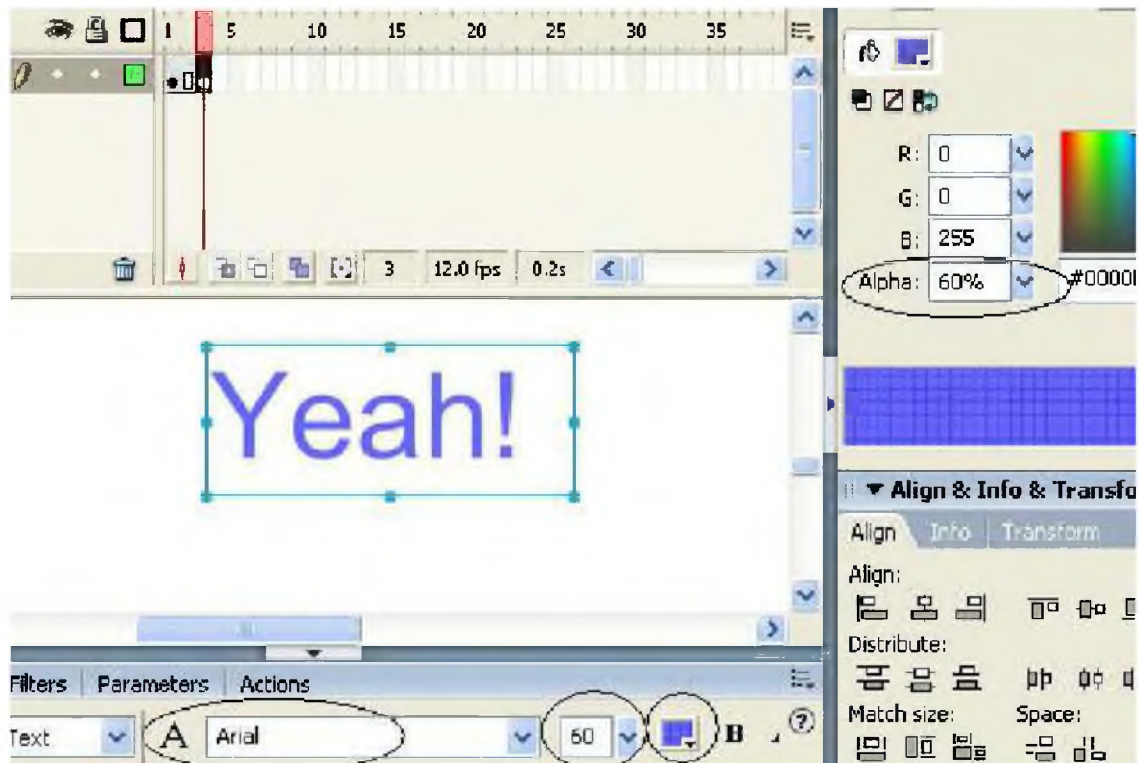 1 5 10 15 20 25 30 35
3 12.0 fps 0.2s
Yeah!
Filters Parameters Actions
Text A Arial 60 B
R: 0
G: 0
B: 255
Alpha: 60% #0000
Align & Info & Transfo
Align Info Transform
Align:
Distribute:
Match size: Space: